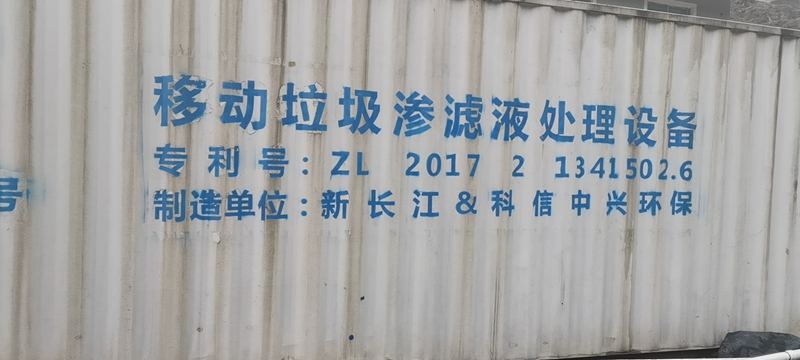 移动垃圾渗滤液处理设备
专利号：ZL 2017 2 1341502.6
制造单位：新长江&科信中兴环保
号